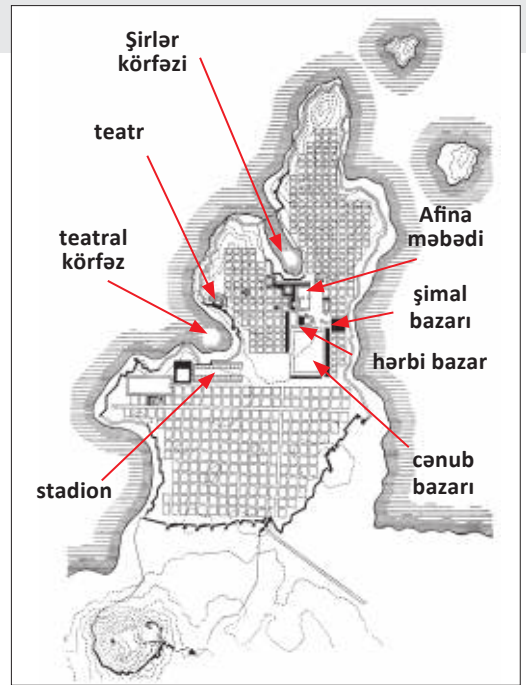 Şirlər
körfəzi
teatr
teatral
körfəz
Afina
məbədi
şimal
bazarı
hərbi bazar
cənub
bazarı
stadion